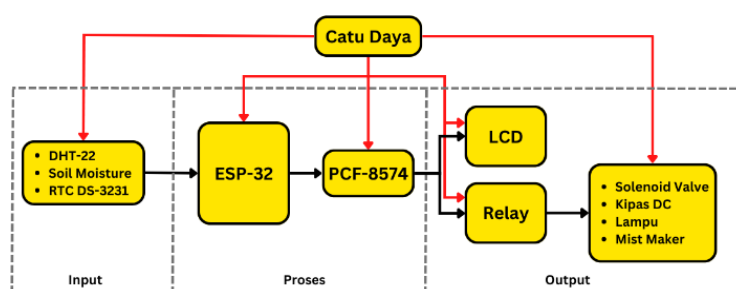 Catu Daya
• DHT-22
• Soil Moisture
• RTC DS-3231
ESP-32
PCF-8574
LCD
Relay
• Solenoid Valve
• Kipas DC
• Lampu
• Mist Maker
Input
Proses
Output